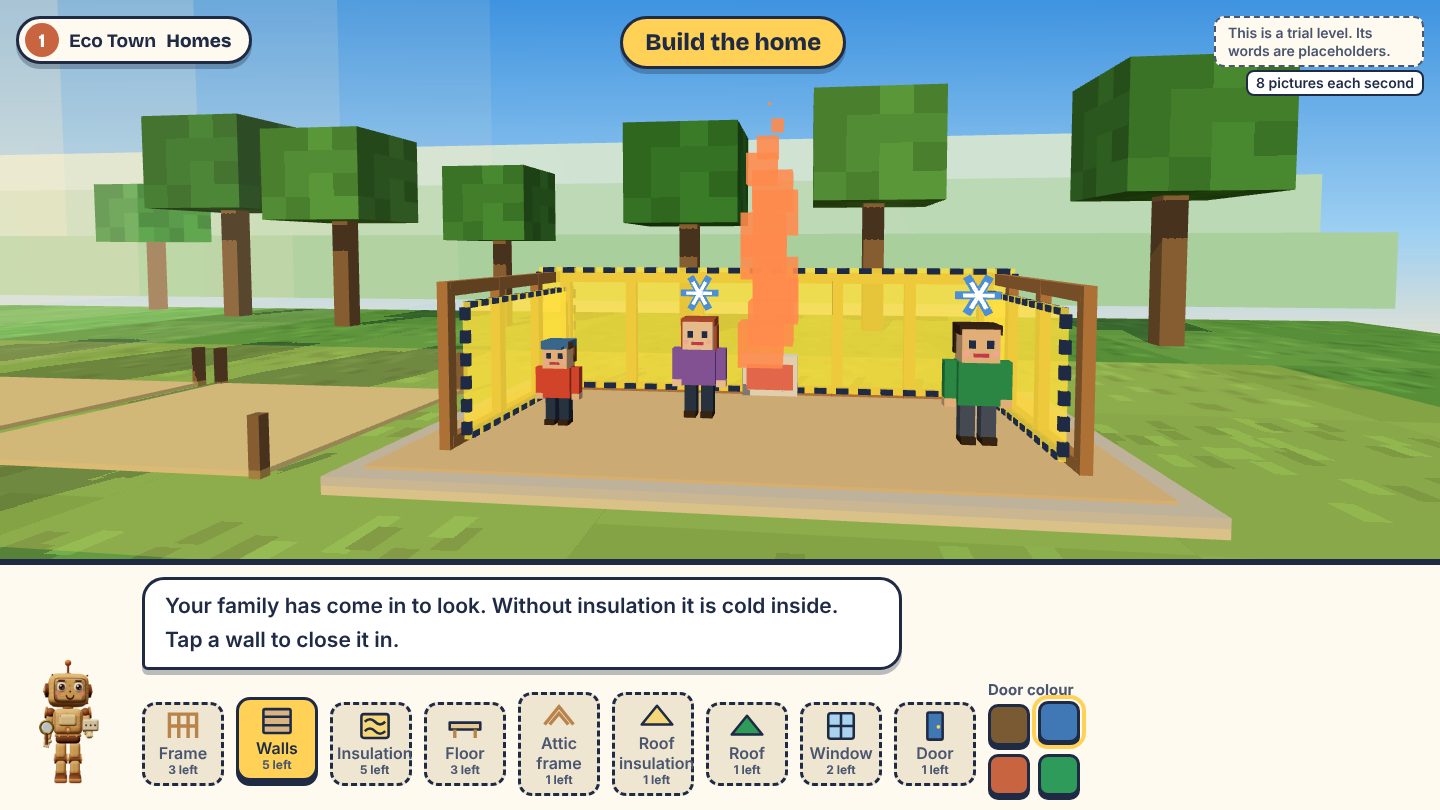 1 Eco Town Homes
Build the home
This is a trial level. Its
words are placeholders.
8 pictures each second
Your family has come in to look. Without insulation it is cold inside.
Tap a wall to close it in.
Door colour
Frame
3 left
Walls
5 left
Insulation
5 left
Floor
3 left
Attic
frame
1 left
Roof
insulation
1 left
Roof
1 left
Window
2 left
Door
1 left